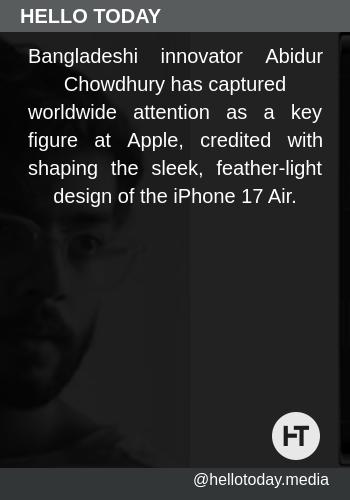 HELLO TODAY
Bangladeshi innovator Abidur
Chowdhury has captured
worldwide attention as a key
figure at Apple, credited with
shaping the sleek, feather-light
design of the iPhone 17 Air.
HT
@hellotoday.media